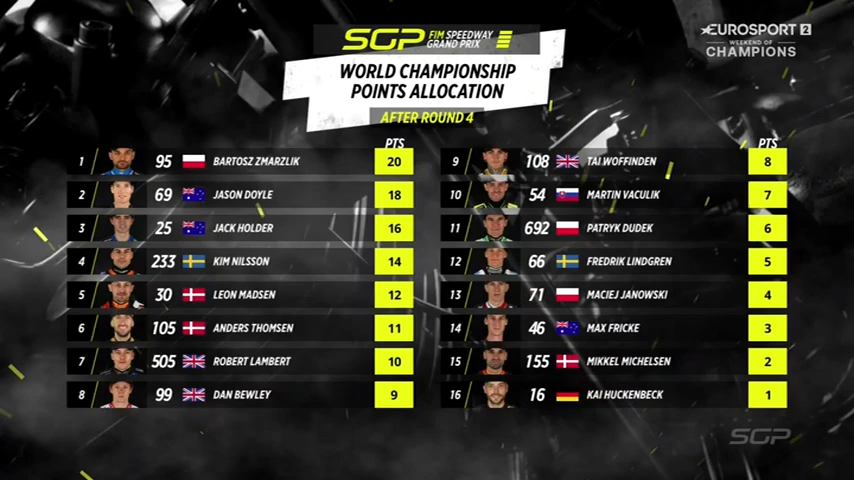 SGP FIM SPEEDWAY GRAND PRIX
EUROSPORT 2
WEEKEND OF
CHAMPIONS
WORLD CHAMPIONSHIP
POINTS ALLOCATION
AFTER ROUND 4
PTS
1 95 BARTOSZ ZMARZLIK 20
2 69 JASON DOYLE 18
3 25 JACK HOLDER 16
4 233 KIM NILSSON 14
5 30 LEON MADSEN 12
6 105 ANDERS THOMSEN 11
7 505 ROBERT LAMBERT 10
8 99 DAN BEWLEY 9
PTS
9 108 TAI WOFFINDEN 8
10 54 MARTIN VACULIK 7
11 692 PATRYK DUDEK 6
12 66 FREDRIK LINDGREN 5
13 71 MACIEJ JANOWSKI 4
14 46 MAX FRICKE 3
15 155 MIKKEL MICHELSEN 2
16 16 KAI HUCKENBECK 1
SGP